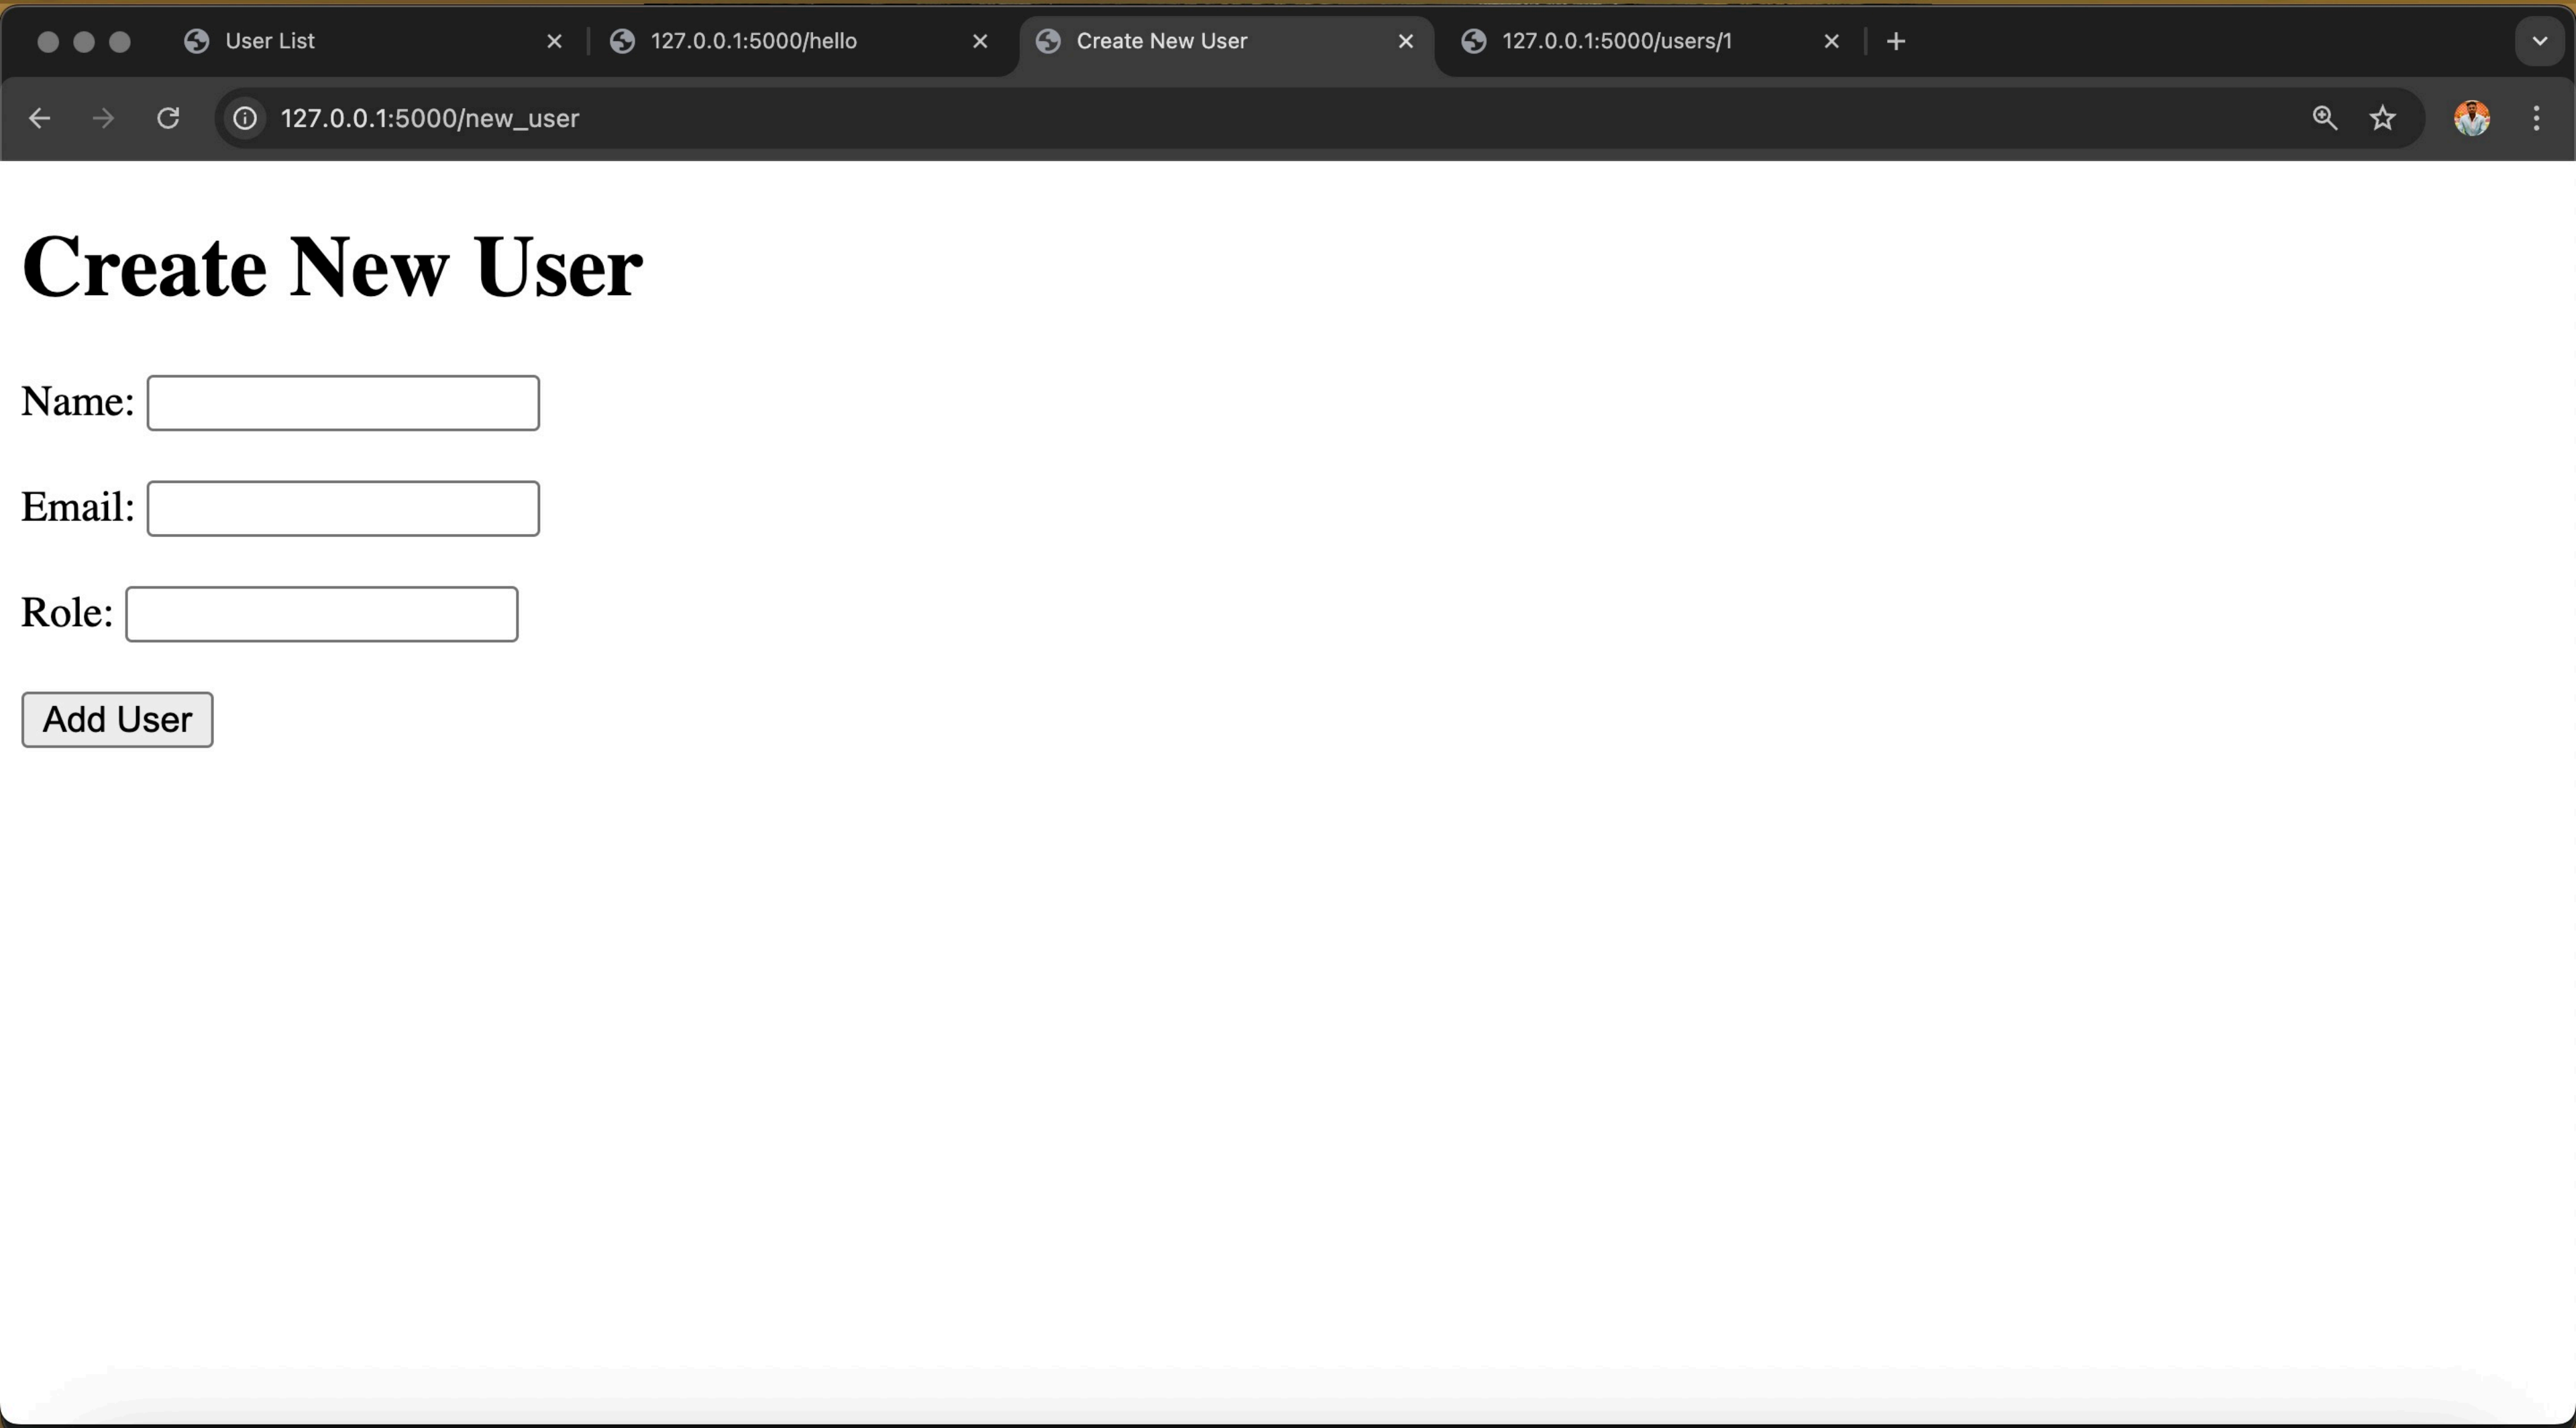 User List
127.0.0.1:5000/hello
Create New User
127.0.0.1:5000/users/1
127.0.0.1:5000/new_user
Create New User
Name:
Email:
Role:
Add User